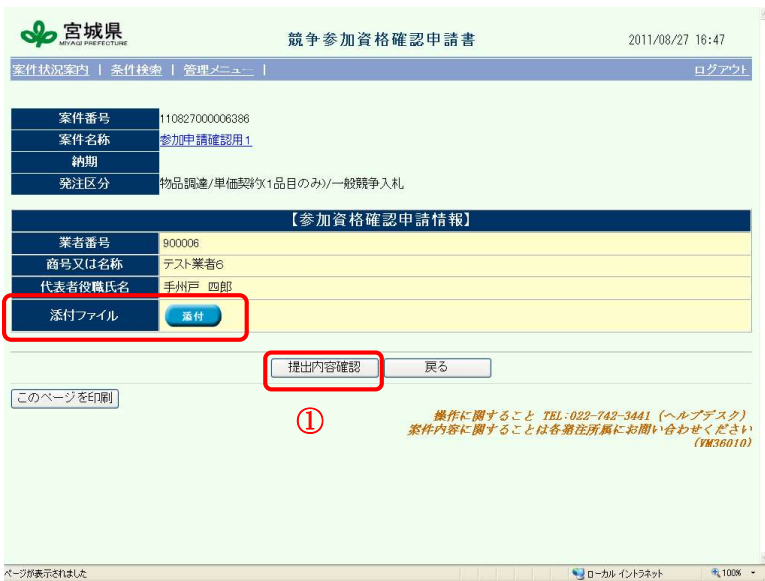 宮城県
MIYAGI PREFECTURE
競争参加資格確認申請書
2011/08/27 16:47
案件状況案内 | 条件検索 | 管理メニュー |
ログアウト
案件番号 110827000006386
案件名称 参加申請確認用1
納期
発注区分 物品調達/単価契約(1品目のみ)/一般競争入札
【参加資格確認申請情報】
業者番号 900006
商号又は名称 テスト業者6
代表者役職氏名 手州戸 四郎
添付ファイル 添付
提出内容確認 戻る
このページを印刷
①
操作に関すること TEL:022-742-3441 (ヘルプデスク)
案件内容に関することは各発注所属にお問い合わせください
(VM36010)
ページが表示されました
ローカル イントラネット
100%